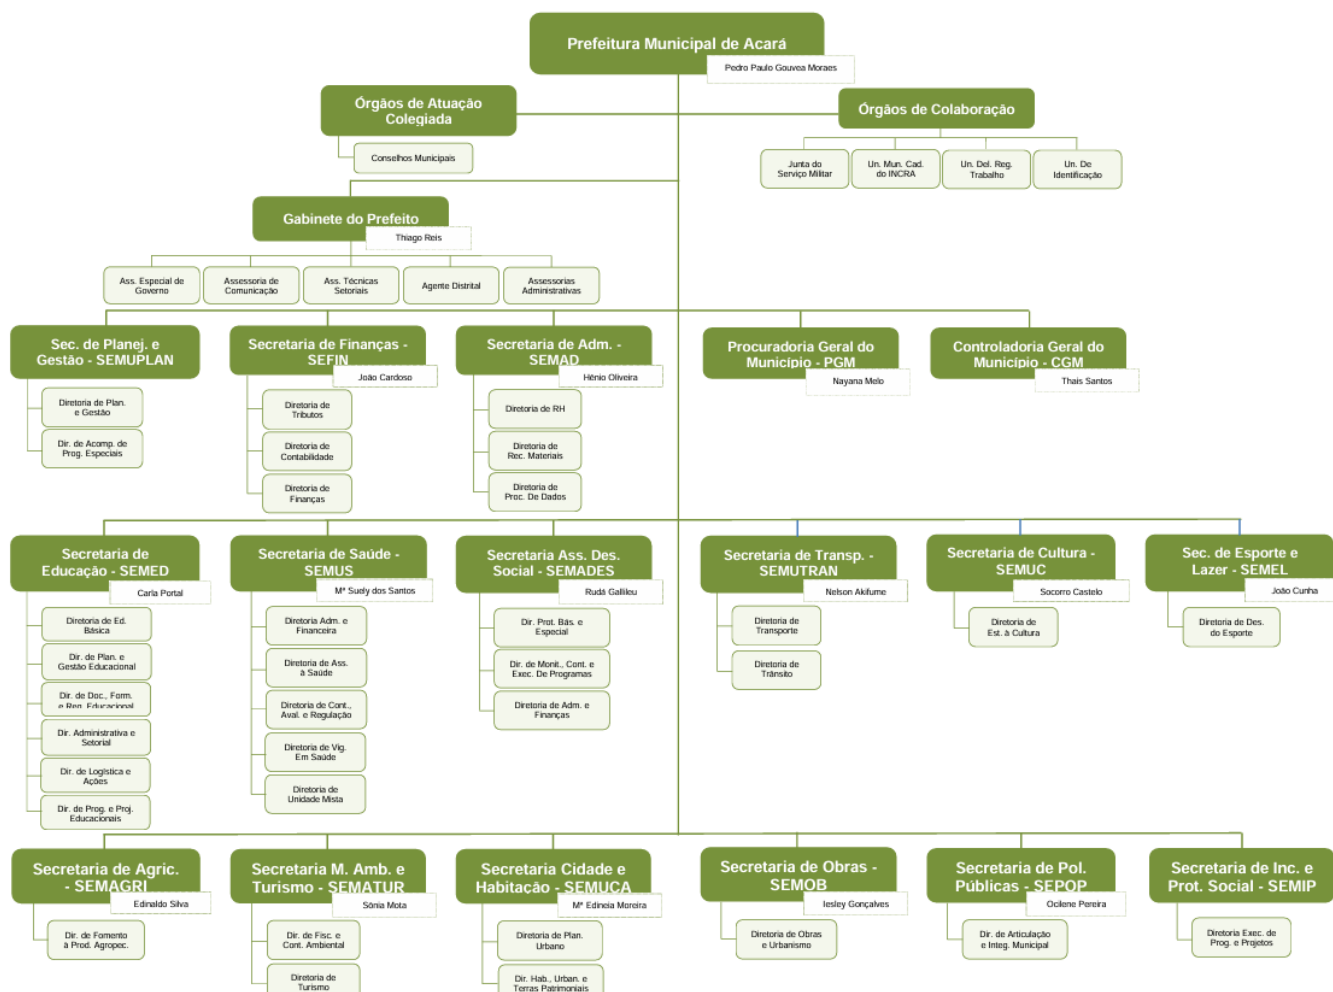 Prefeitura Municipal de Acará
Pedro Paulo Gouvea Moraes
Órgãos de Atuação
Colegiada
Conselhos Municipais
Órgãos de Colaboração
Junta do
Serviço Militar
Un. Mun. Cad.
do INCRA
Un. Del. Reg.
Trabalho
Un. De
Identificação
Gabinete do Prefeito
Thiago Reis
Ass. Especial de
Governo
Assessoria de
Comunicação
Ass. Técnicas
Setoriais
Agente Distrital
Assessorias
Administrativas
Sec. de Planej. e
Gestão - SEMUPLAN
Diretoria de Plan.
e Gestão
Dir. de Acomp. de
Prog. Especiais
Secretaria de Finanças -
SEFIN
João Cardoso
Diretoria de
Tributos
Diretoria de
Contabilidade
Diretoria de
Finanças
Secretaria de Adm. -
SEMAD
Hênio Oliveira
Diretoria de RH
Diretoria de
Rec. Materiais
Diretoria de
Proc. De Dados
Procuradoria Geral do
Município - PGM
Nayana Melo
Controladoria Geral do
Município - CGM
Thais Santos
Secretaria de
Educação - SEMED
Carla Portal
Diretoria de Ed.
Básica
Dir. de Plan. e
Gestão Educacional
Dir. de Doc., Form.
e Reg. Educacional
Dir. Administrativa e
Setorial
Dir. de Logística e
Ações
Dir. de Prog. e Proj.
Educacionais
Secretaria de Saúde -
SEMUS
Mª Suely dos Santos
Diretoria Adm. e
Financeira
Diretoria de Ass.
à Saúde
Diretoria de Cont.,
Aval. e Regulação
Diretoria de Vig.
Em Saúde
Diretoria de
Unidade Mista
Secretaria Ass. Des.
Social - SEMADES
Rudá Gallileu
Dir. Prot. Bás. e
Especial
Dir. de Monit., Cont. e
Exec. De Programas
Diretoria de Adm. e
Finanças
Secretaria de Transp. -
SEMUTRAN
Nelson Akifume
Diretoria de
Transporte
Diretoria de
Trânsito
Secretaria de Cultura -
SEMUC
Socorro Castelo
Diretoria de
Est. à Cultura
Sec. de Esporte e
Lazer - SEMEL
João Cunha
Diretoria de Des.
do Esporte
Secretaria de Agric.
- SEMAGRI
Edinaldo Silva
Dir. de Fomento
à Prod. Agropec.
Secretaria M. Amb. e
Turismo - SEMATUR
Sônia Mota
Dir. de Fisc. e
Cont. Ambiental
Diretoria de
Turismo
Secretaria Cidade e
Habitação - SEMUCA
Mª Edineia Moreira
Diretoria de Plan.
Urbano
Dir. Hab., Urban. e
Terras Patrimoniais
Secretaria de Obras -
SEMOB
Iesley Gonçalves
Diretoria de Obras
e Urbanismo
Secretaria de Pol.
Públicas - SEPOP
Ocilene Pereira
Dir. de Articulação
e Integ. Municipal
Secretaria de Inc. e
Prot. Social - SEMIP
Diretoria Exec. de
Prog. e Projetos